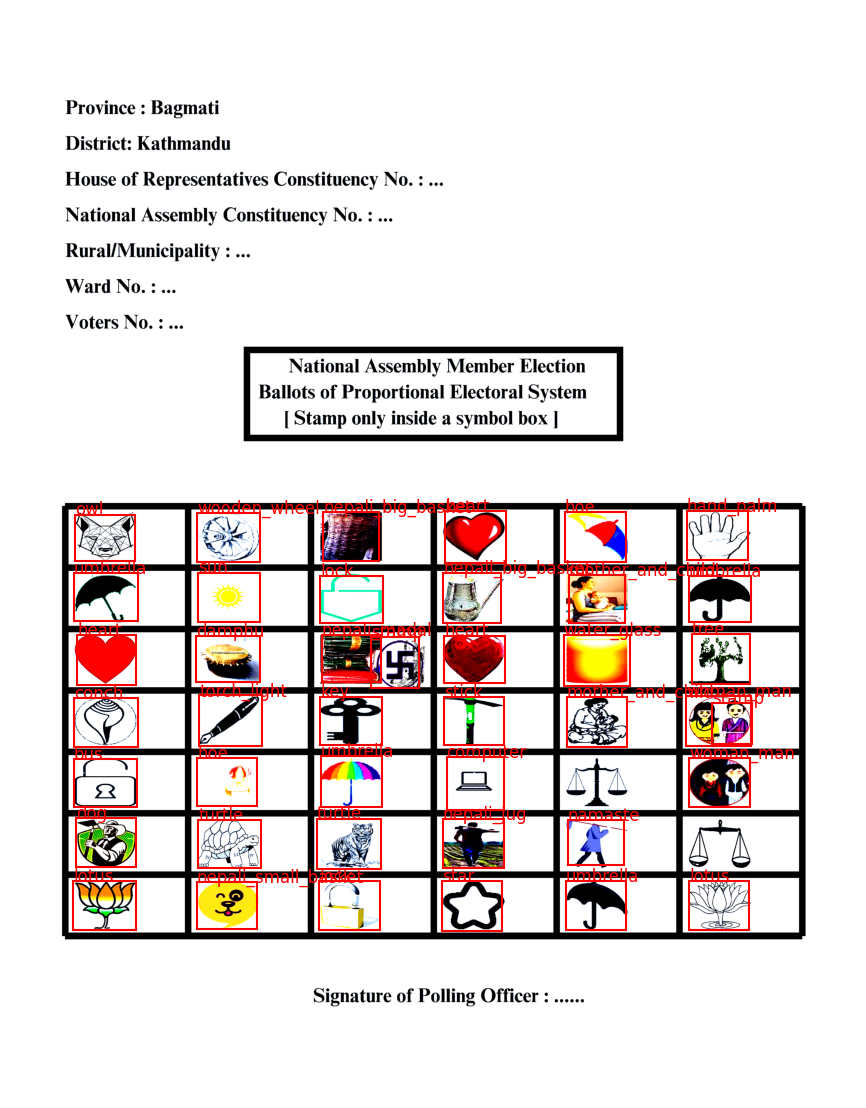 Province : Bagmati
District: Kathmandu
House of Representatives Constituency No. : ...
National Assembly Constituency No. : ...
Rural/Municipality : ...
Ward No. : ...
Voters No. : ...
National Assembly Member Election
Ballots of Proportional Electoral System
[ Stamp only inside a symbol box ]
owl wooden_wheel nepali_big_basket heart hoe hand_palm
umbrella sun lock nepali_big_basket mother_and_child umbrella
heart damphu nepali_madal heart water_glass tree
conch torch_light key stick mother_and_child woman_man stamp
bus hoe umbrella computer woman_man
dog turtle turtle nepali_jug namaste
lotus nepali_small_basket star umbrella lotus
Signature of Polling Officer : ......